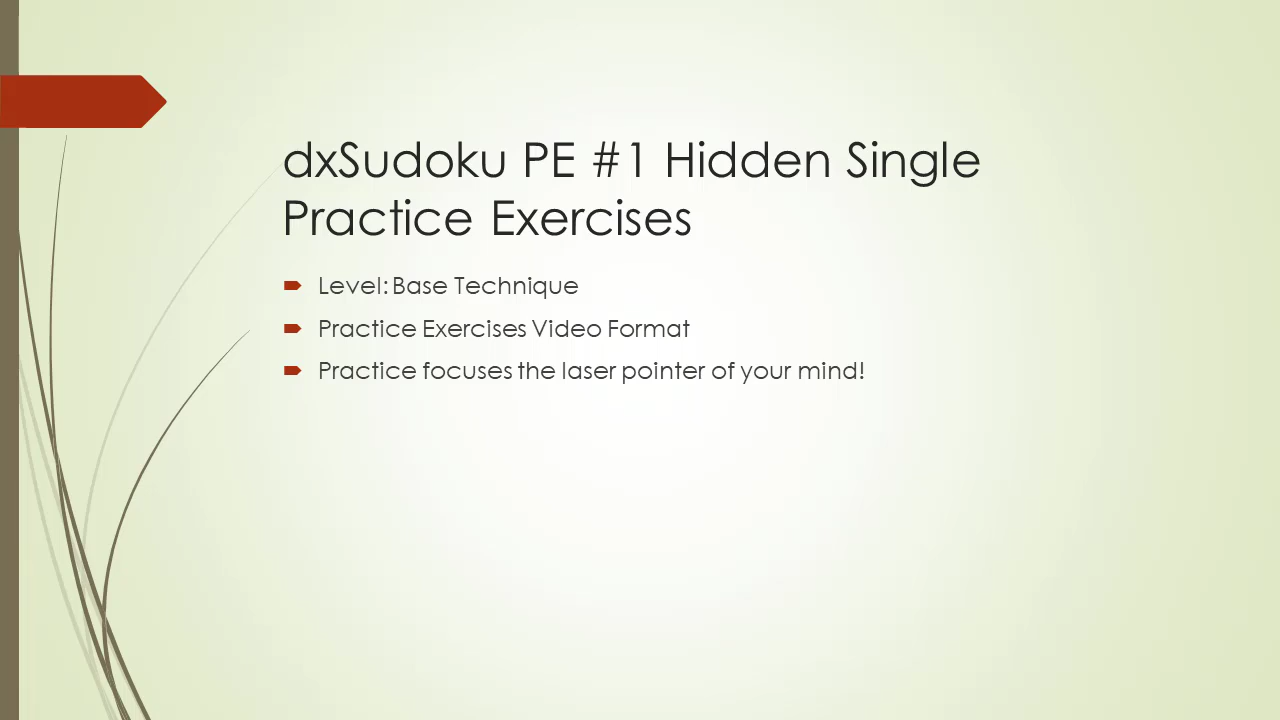 dxSudoku PE #1 Hidden Single
Practice Exercises
Level: Base Technique
Practice Exercises Video Format
Practice focuses the laser pointer of your mind!